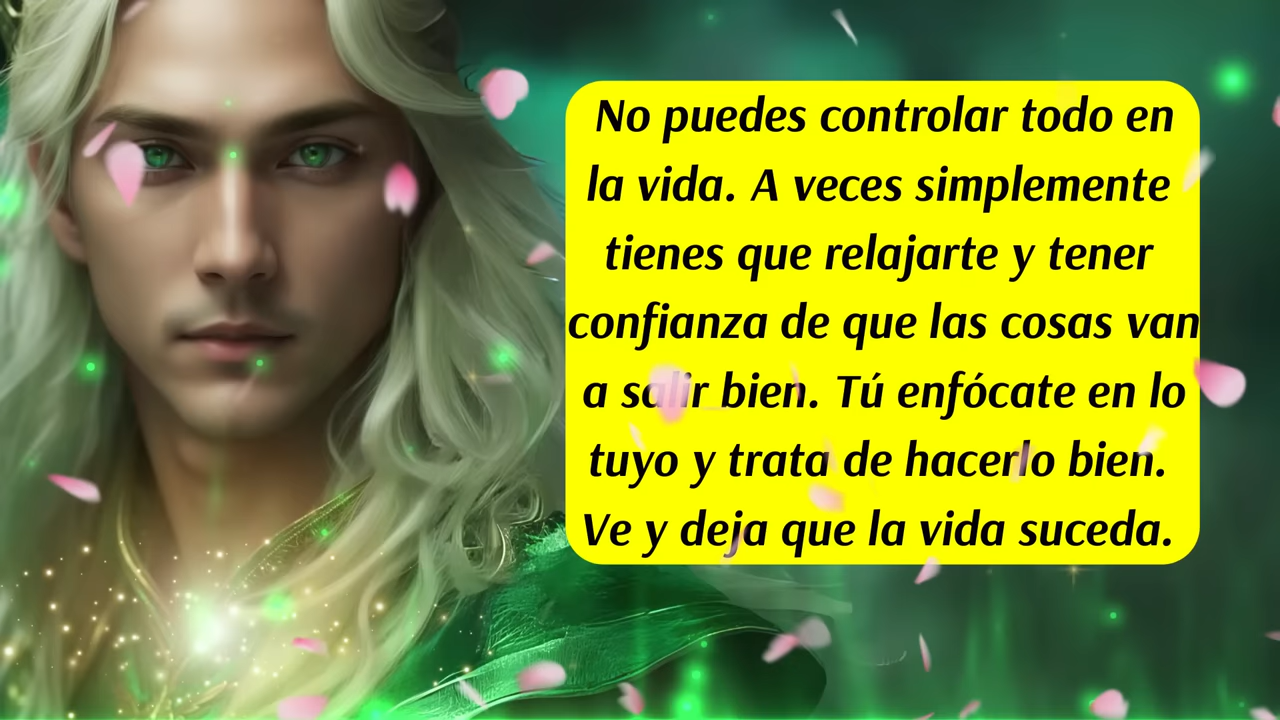 No puedes controlar todo en
la vida. A veces simplemente
tienes que relajarte y tener
confianza de que las cosas van
a salir bien. Tú enfócate en lo
tuyo y trata de hacerlo bien.
Ve y deja que la vida suceda.